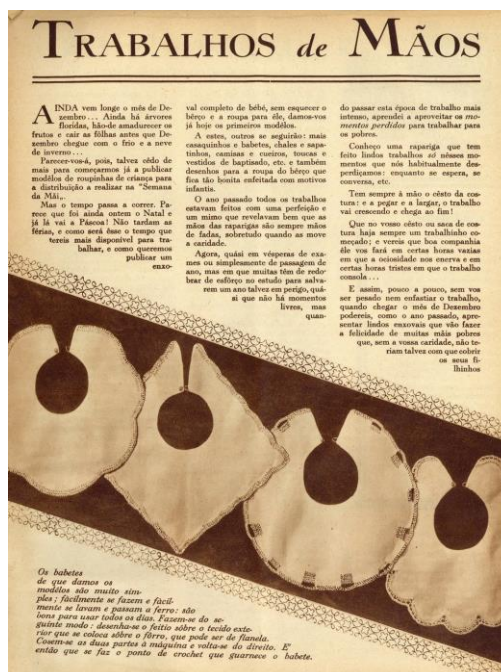 TRABALHOS de MÃOS
AINDA vem longe o mês de De-
zembro... Ainda há árvores
floridas, hão-de amadurecer os
frutos e cair as fôlhas antes que De-
zembro chegue com o frio e a neve
de inverno...
Parecer-vos-á, pois, talvez cêdo de
mais para começarmos já a publicar
modêlos de roupinhas de criança para
a distribuição a realizar na "Semana
da Mãi„.
Mas o tempo passa a correr. Pa-
rece que foi ainda ontem o Natal e
já lá vai a Páscoa! Não tardam as
férias, e como será êsse o tempo que
tereis mais disponível para tra-
balhar, e como queremos
publicar um
enxo-
val completo de bébé, sem esquecer o
bêrço e a roupa para êle, damos-vos
já hoje os primeiros modêlos.
A estes, outros se seguirão: mais
casaquinhos e babetes, chales e sapa-
tinhos, camisas e cueiros, toucas e
vestidos de baptisado, etc. e também
desenhos para a roupa do bêrço que
fica tão bonita enfeitada com motivos
infantis.
O ano passado todos os trabalhos
estavam feitos com uma perfeição e
um mimo que revelavam bem que as
mãos das raparigas são sempre mãos
de fadas, sobretudo quando as move
a caridade.
Agora, quási em vésperas de exa-
mes ou simplesmente de passagem de
ano, mas em que muitas têm de redo-
brar de esfôrço no estudo para salva-
rem um ano talvez em perigo, quá-
si que não há momentos
livres, mas
quan-
do passar esta época de trabalho mais
intenso, aprendei a aproveitar os mo-
mentos perdidos para trabalhar para
os pobres.
Conheço uma rapariga que tem
feito lindos trabalhos só nêsses mo-
mentos que nós habitualmente des-
perdiçamos: enquanto se espera, se
conversa, etc.
Tem sempre à mão o cêsto da cos-
tura: e a pegar e a largar, o trabalho
vai crescendo e chega ao fim!
Que no vosso cêsto ou saca de cos-
tura haja sempre um trabalhinho co-
meçado; e vereis que boa companhia
êle vos fará em certas horas vazias
em que a ociosidade nos enerva e em
certas horas tristes em que o trabalho
consola...
E assim, pouco a pouco, sem vos
ser pesado nem enfastiar o trabalho,
quando chegar o mês de Dezembro
podereis, como o ano passado, apre-
sentar lindos enxovais que vão fazer
a felicidade de muitas mãis pobres
que, sem a vossa caridade, não te-
riam talvez com que cobrir
os seus fi-
lhinhos
Os babetes
de que damos os
modêlos são muito sim-
ples; fàcilmente se fazem e fàcil-
mente se lavam e passam a ferro: são
bons para usar todos os dias. Fazem-se do se-
guinte modo: desenha-se o feitio sôbre o tecido exte-
rior que se coloca sôbre o fôrro, que pode ser de flanela.
Cosem-se as duas partes à máquina e volta-se do direito. E'
então que se faz o ponto de crochet que guarnece o babete.